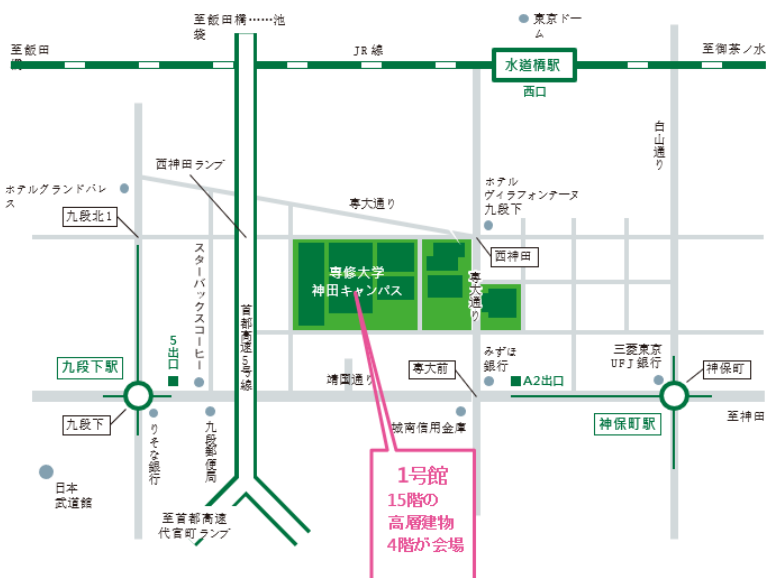 至飯田橋……池
袋
東京ドー
ム
至飯田
橋
JR線
水道橋駅
至御茶ノ水
西口
白山通り
西神田ランプ
ホテルグランドパレ
ス
専大通り
ホテル
ヴィラフォンテーヌ
九段下
九段北1
西神田
スターバックスコーヒー
専修大学
神田キャンパス
専大通り
首都高速5号線
5出口
九段下駅
靖国通り
専大前
みずほ
銀行
A2出口
三菱東京
UFJ銀行
神保町
九段下
りそな銀行
九段郵便局
城南信用金庫
神保町駅
至神田
1号館
15階の
高層建物
4階が会場
日本
武道館
至首都高速
代官町ランプ